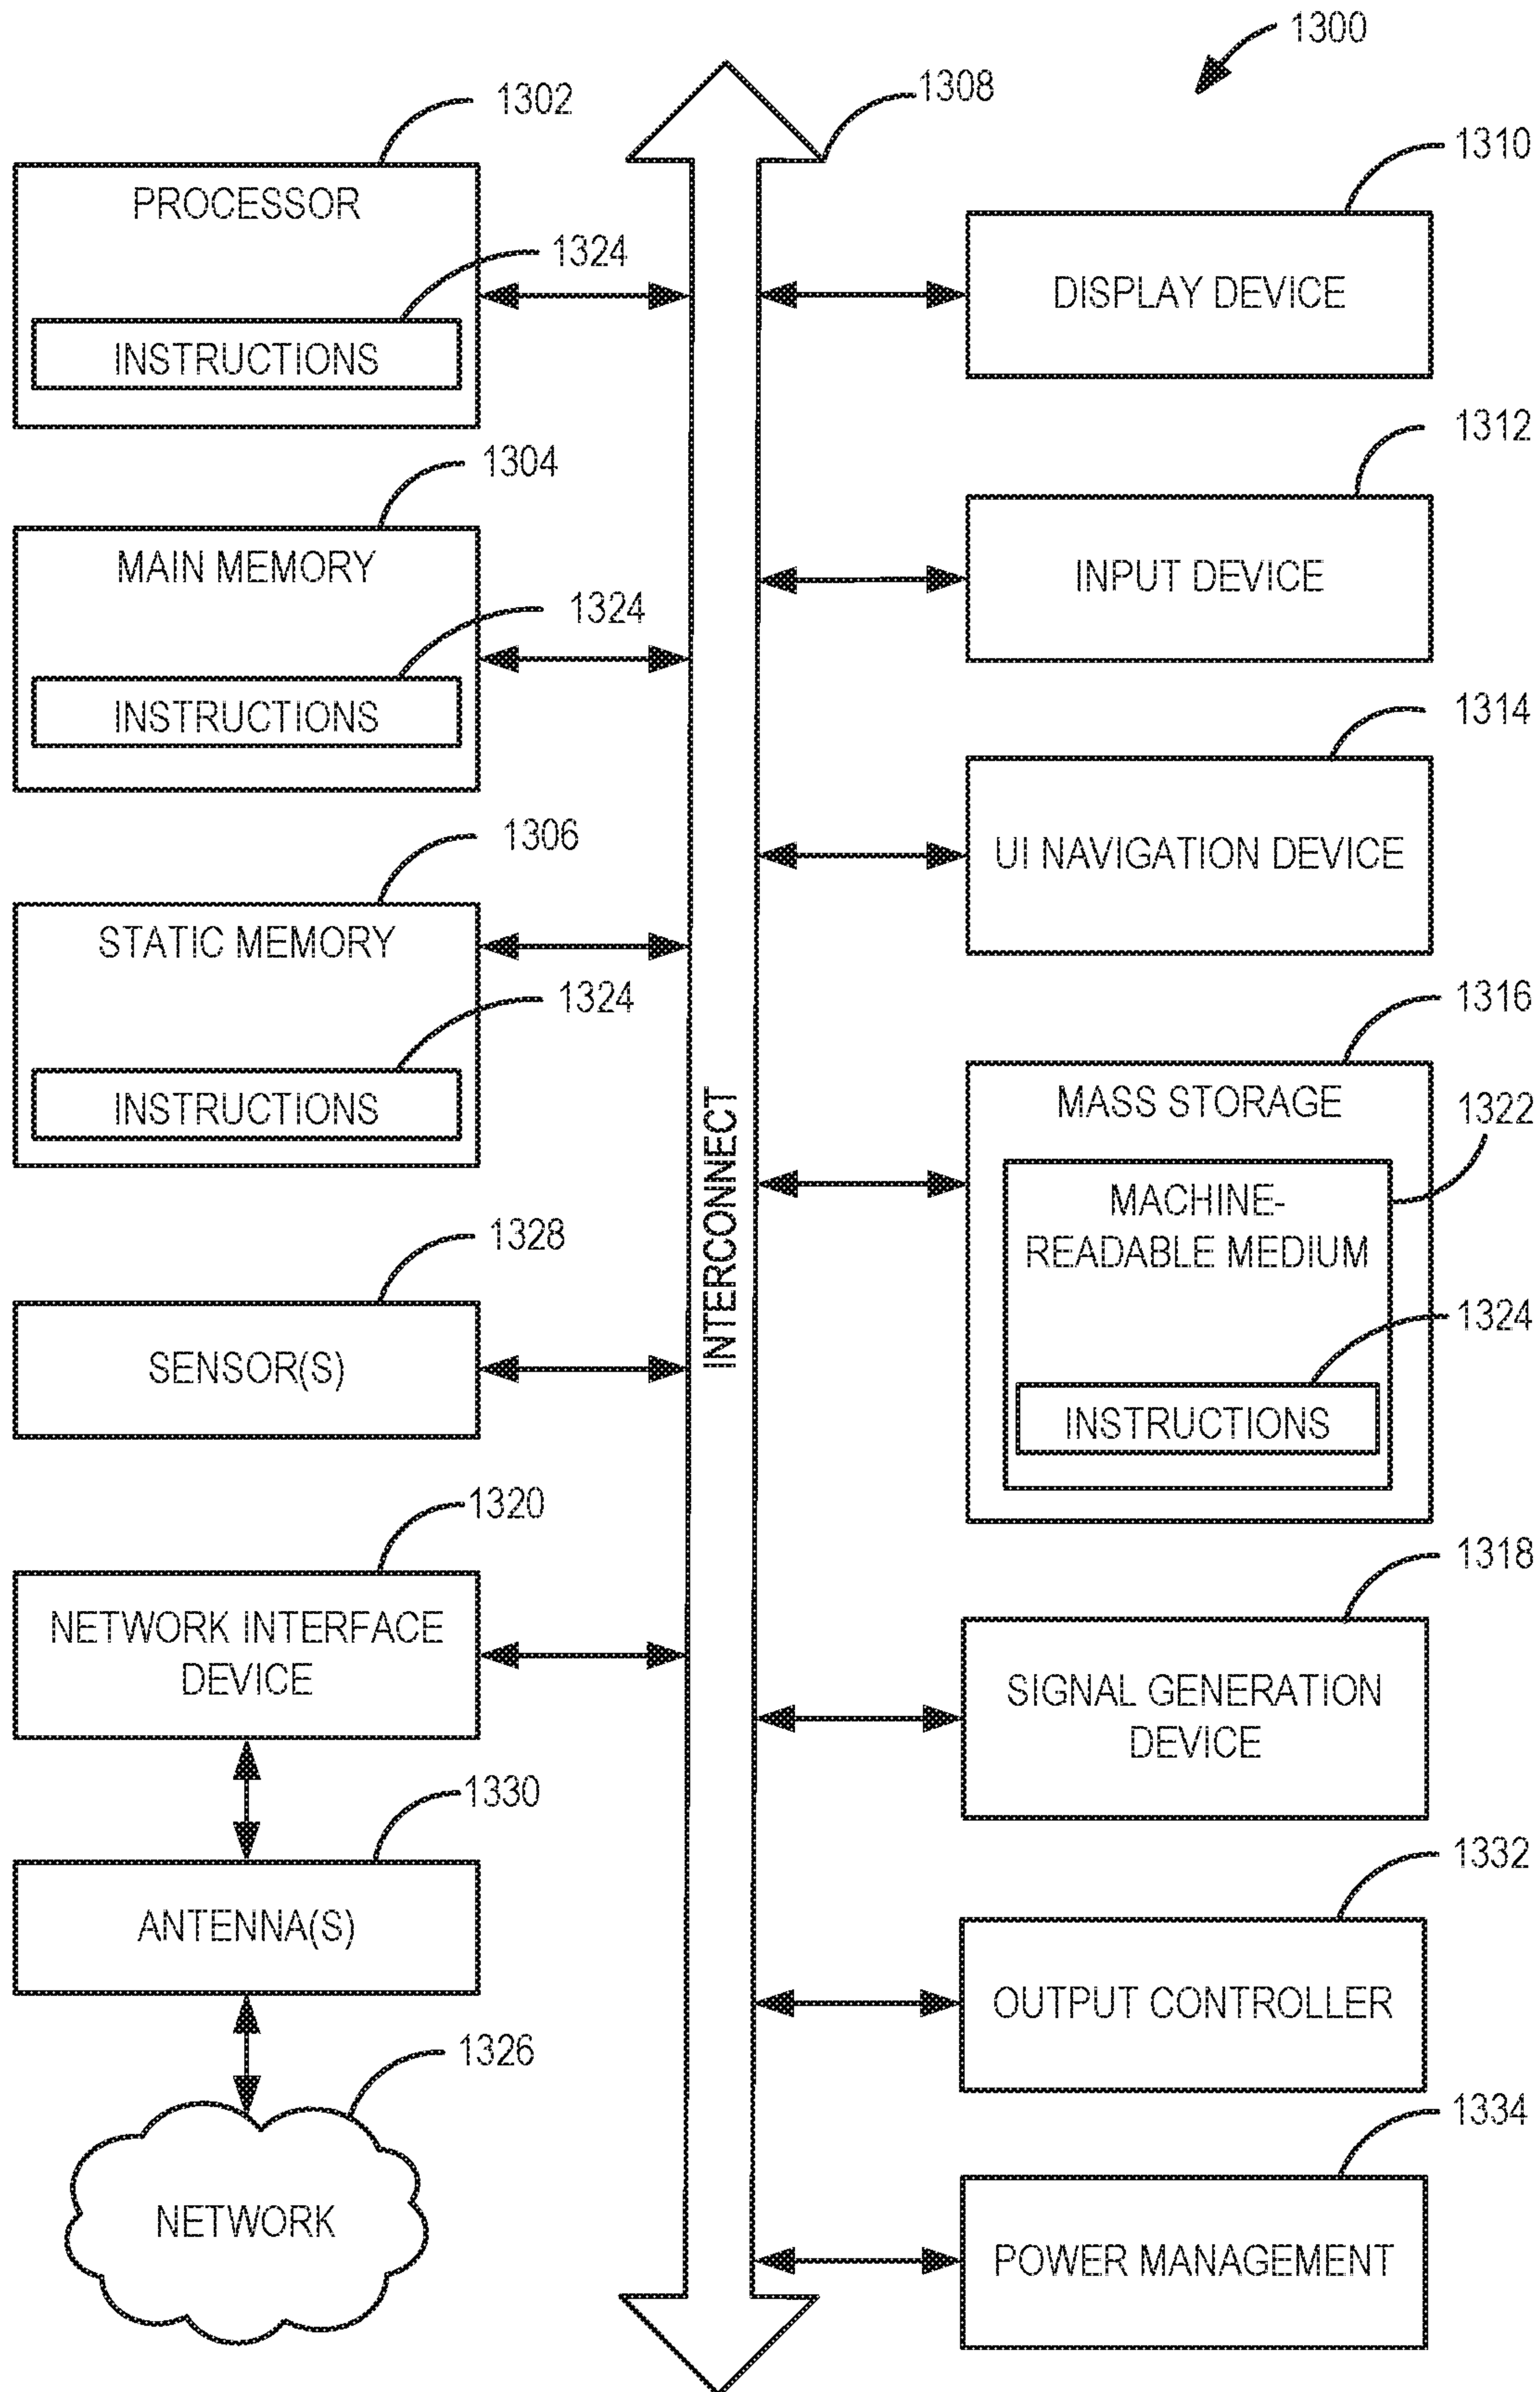 1300
1308
1302
PROCESSOR
1324
INSTRUCTIONS
1304
MAIN MEMORY
1324
INSTRUCTIONS
1306
STATIC MEMORY
1324
INSTRUCTIONS
1328
SENSOR(S)
1320
NETWORK INTERFACE
DEVICE
1330
ANTENNA(S)
1326
NETWORK
INTERCONNECT
1310
DISPLAY DEVICE
1312
INPUT DEVICE
1314
UI NAVIGATION DEVICE
1316
MASS STORAGE
1322
MACHINE-
READABLE MEDIUM
1324
INSTRUCTIONS
1318
SIGNAL GENERATION
DEVICE
1332
OUTPUT CONTROLLER
1334
POWER MANAGEMENT